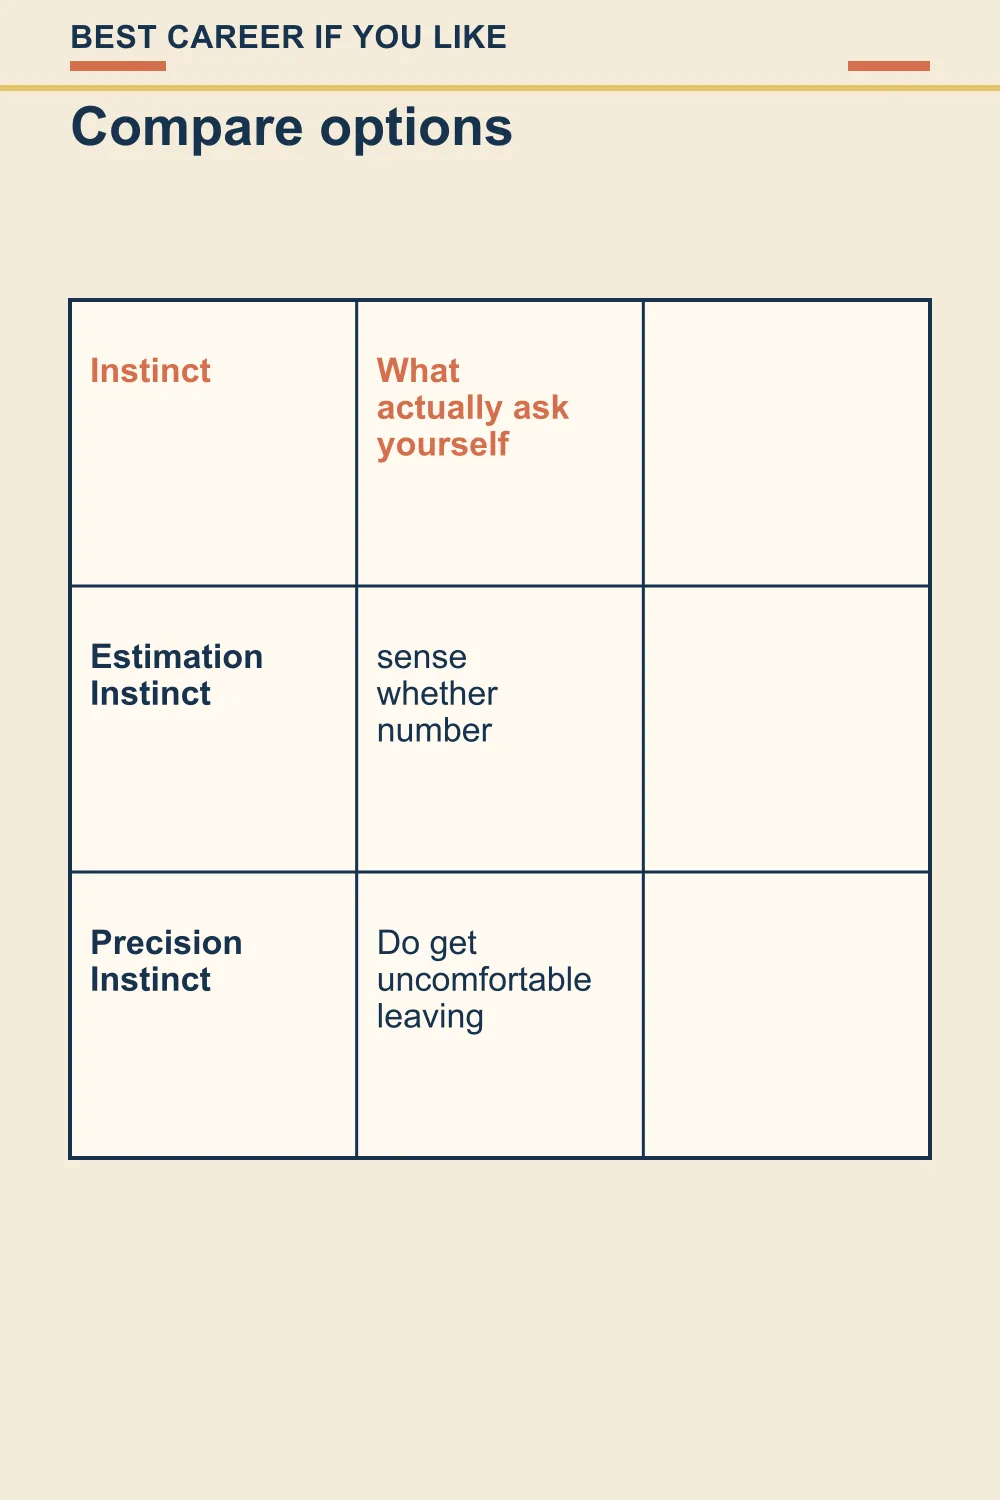 BEST CAREER IF YOU LIKE
Compare options
Instinct
What
actually ask
yourself
Estimation
Instinct
sense
whether
number
Precision
Instinct
Do get
uncomfortable
leaving